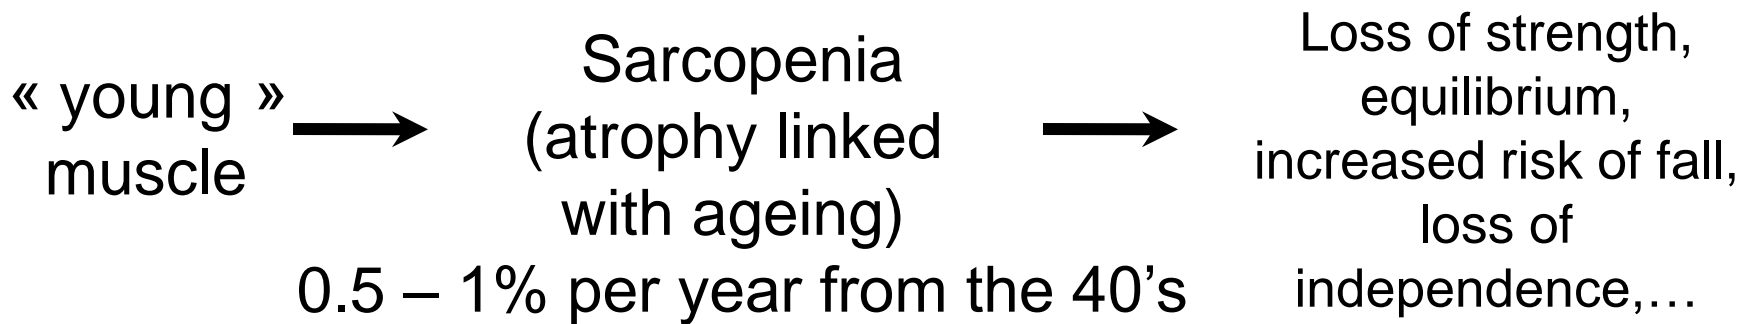 « young »
muscle
Sarcopenia
(atrophy linked
with ageing)
0.5 – 1% per year from the 40’s
Loss of strength,
equilibrium,
increased risk of fall,
loss of
independence,…